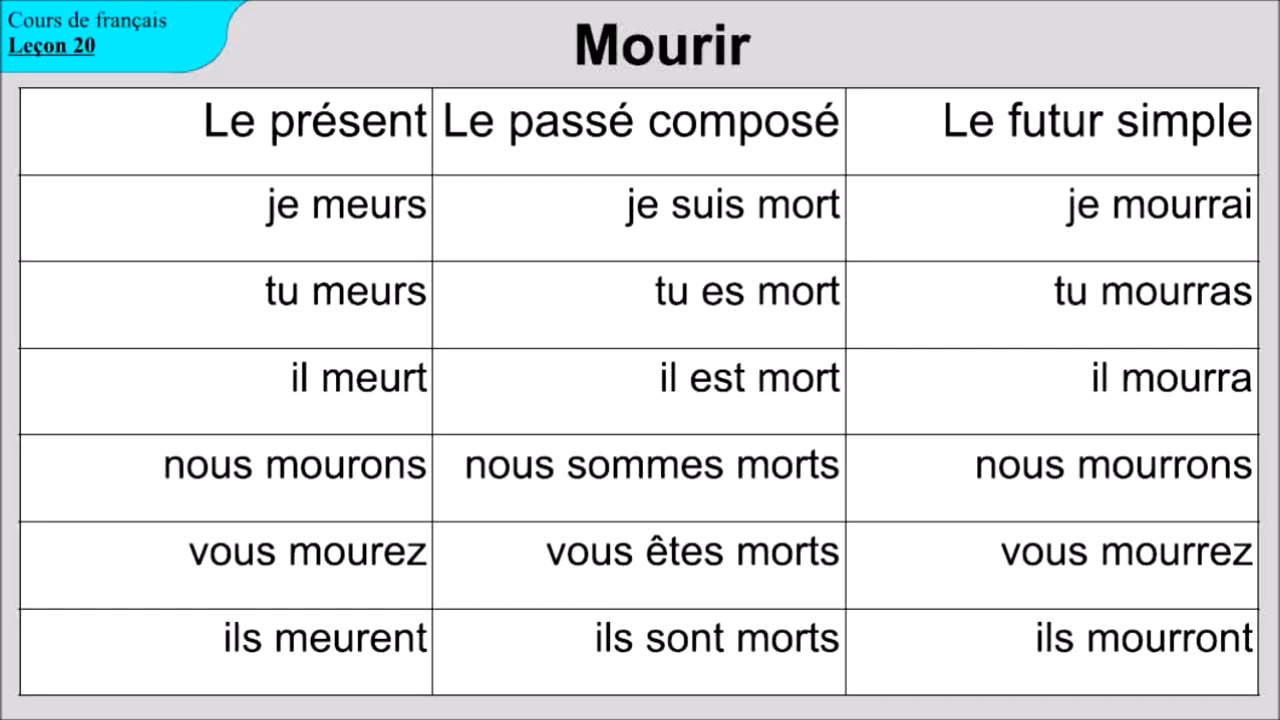 Cours de français
Leçon 20
Mourir
Le présent Le passé composé Le futur simple
je meurs je suis mort je mourrai
tu meurs tu es mort tu mourras
il meurt il est mort il mourra
nous mourons nous sommes morts nous mourrons
vous mourez vous êtes morts vous mourrez
ils meurent ils sont morts ils mourront